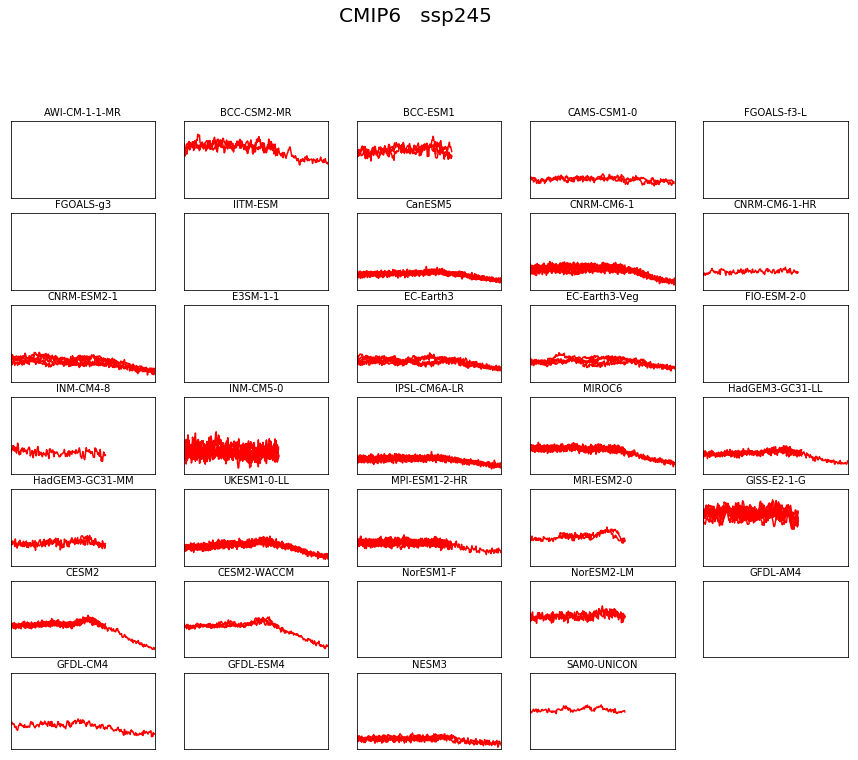 CMIP6 ssp245
AWI-CM-1-1-MR BCC-CSM2-MR BCC-ESM1 CAMS-CSM1-0 FGOALS-f3-L
FGOALS-g3 IITM-ESM CanESM5 CNRM-CM6-1 CNRM-CM6-1-HR
CNRM-ESM2-1 E3SM-1-1 EC-Earth3 EC-Earth3-Veg FIO-ESM-2-0
INM-CM4-8 INM-CM5-0 IPSL-CM6A-LR MIROC6 HadGEM3-GC31-LL
HadGEM3-GC31-MM UKESM1-0-LL MPI-ESM1-2-HR MRI-ESM2-0 GISS-E2-1-G
CESM2 CESM2-WACCM NorESM1-F NorESM2-LM GFDL-AM4
GFDL-CM4 GFDL-ESM4 NESM3 SAM0-UNICON